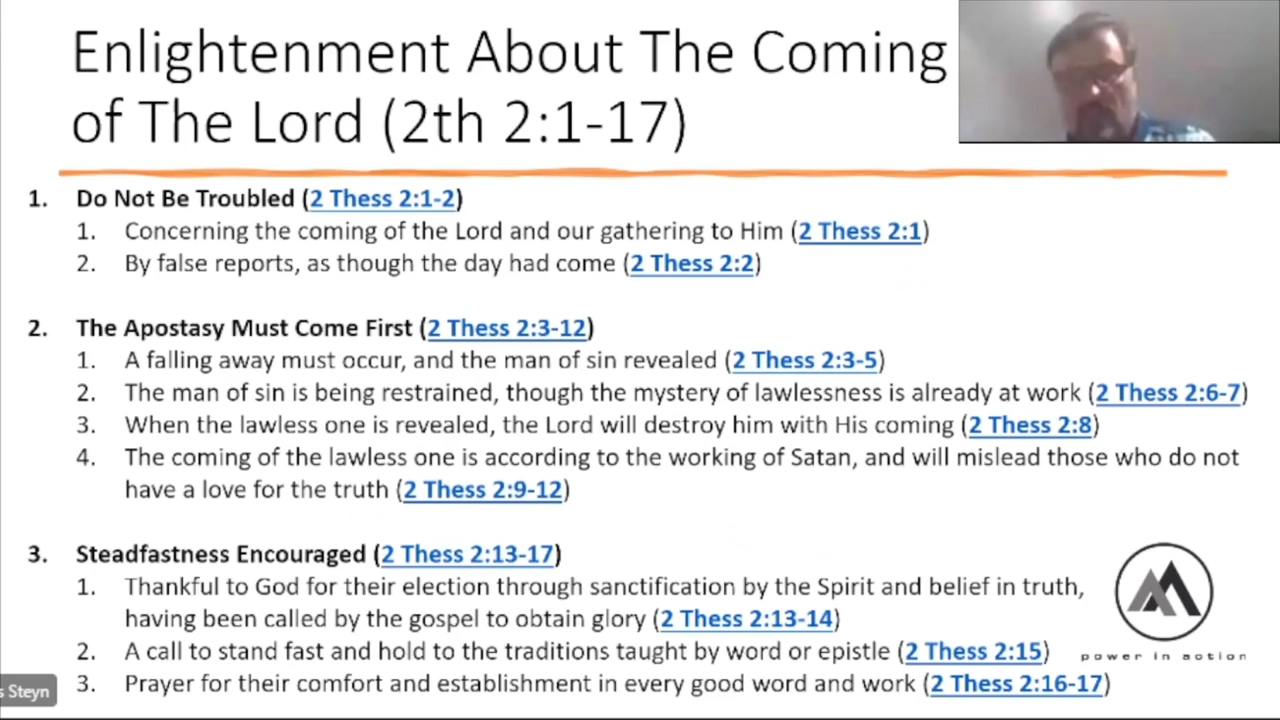 Enlightenment About The Coming
of The Lord (2th 2:1-17)
1. Do Not Be Troubled (2 Thess 2:1-2)
1. Concerning the coming of the Lord and our gathering to Him (2 Thess 2:1)
2. By false reports, as though the day had come (2 Thess 2:2)
2. The Apostasy Must Come First (2 Thess 2:3-12)
1. A falling away must occur, and the man of sin revealed (2 Thess 2:3-5)
2. The man of sin is being restrained, though the mystery of lawlessness is already at work (2 Thess 2:6-7)
3. When the lawless one is revealed, the Lord will destroy him with His coming (2 Thess 2:8)
4. The coming of the lawless one is according to the working of Satan, and will mislead those who do not
have a love for the truth (2 Thess 2:9-12)
3. Steadfastness Encouraged (2 Thess 2:13-17)
1. Thankful to God for their election through sanctification by the Spirit and belief in truth,
having been called by the gospel to obtain glory (2 Thess 2:13-14)
2. A call to stand fast and hold to the traditions taught by word or epistle (2 Thess 2:15)
3. Prayer for their comfort and establishment in every good word and work (2 Thess 2:16-17)
power in action
s Steyn